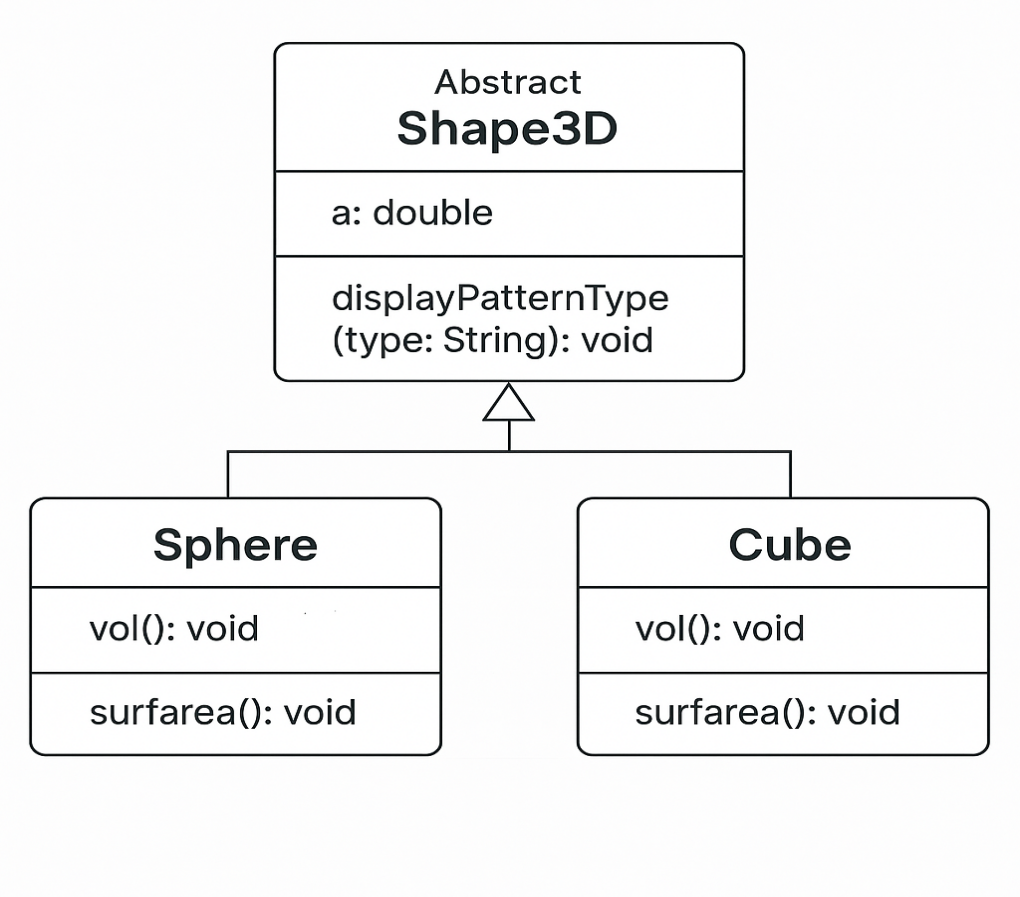 Abstract
Shape3D
a: double
displayPatternType
(type: String): void
Sphere
vol(): void
surfarea(): void
Cube
vol(): void
surfarea(): void